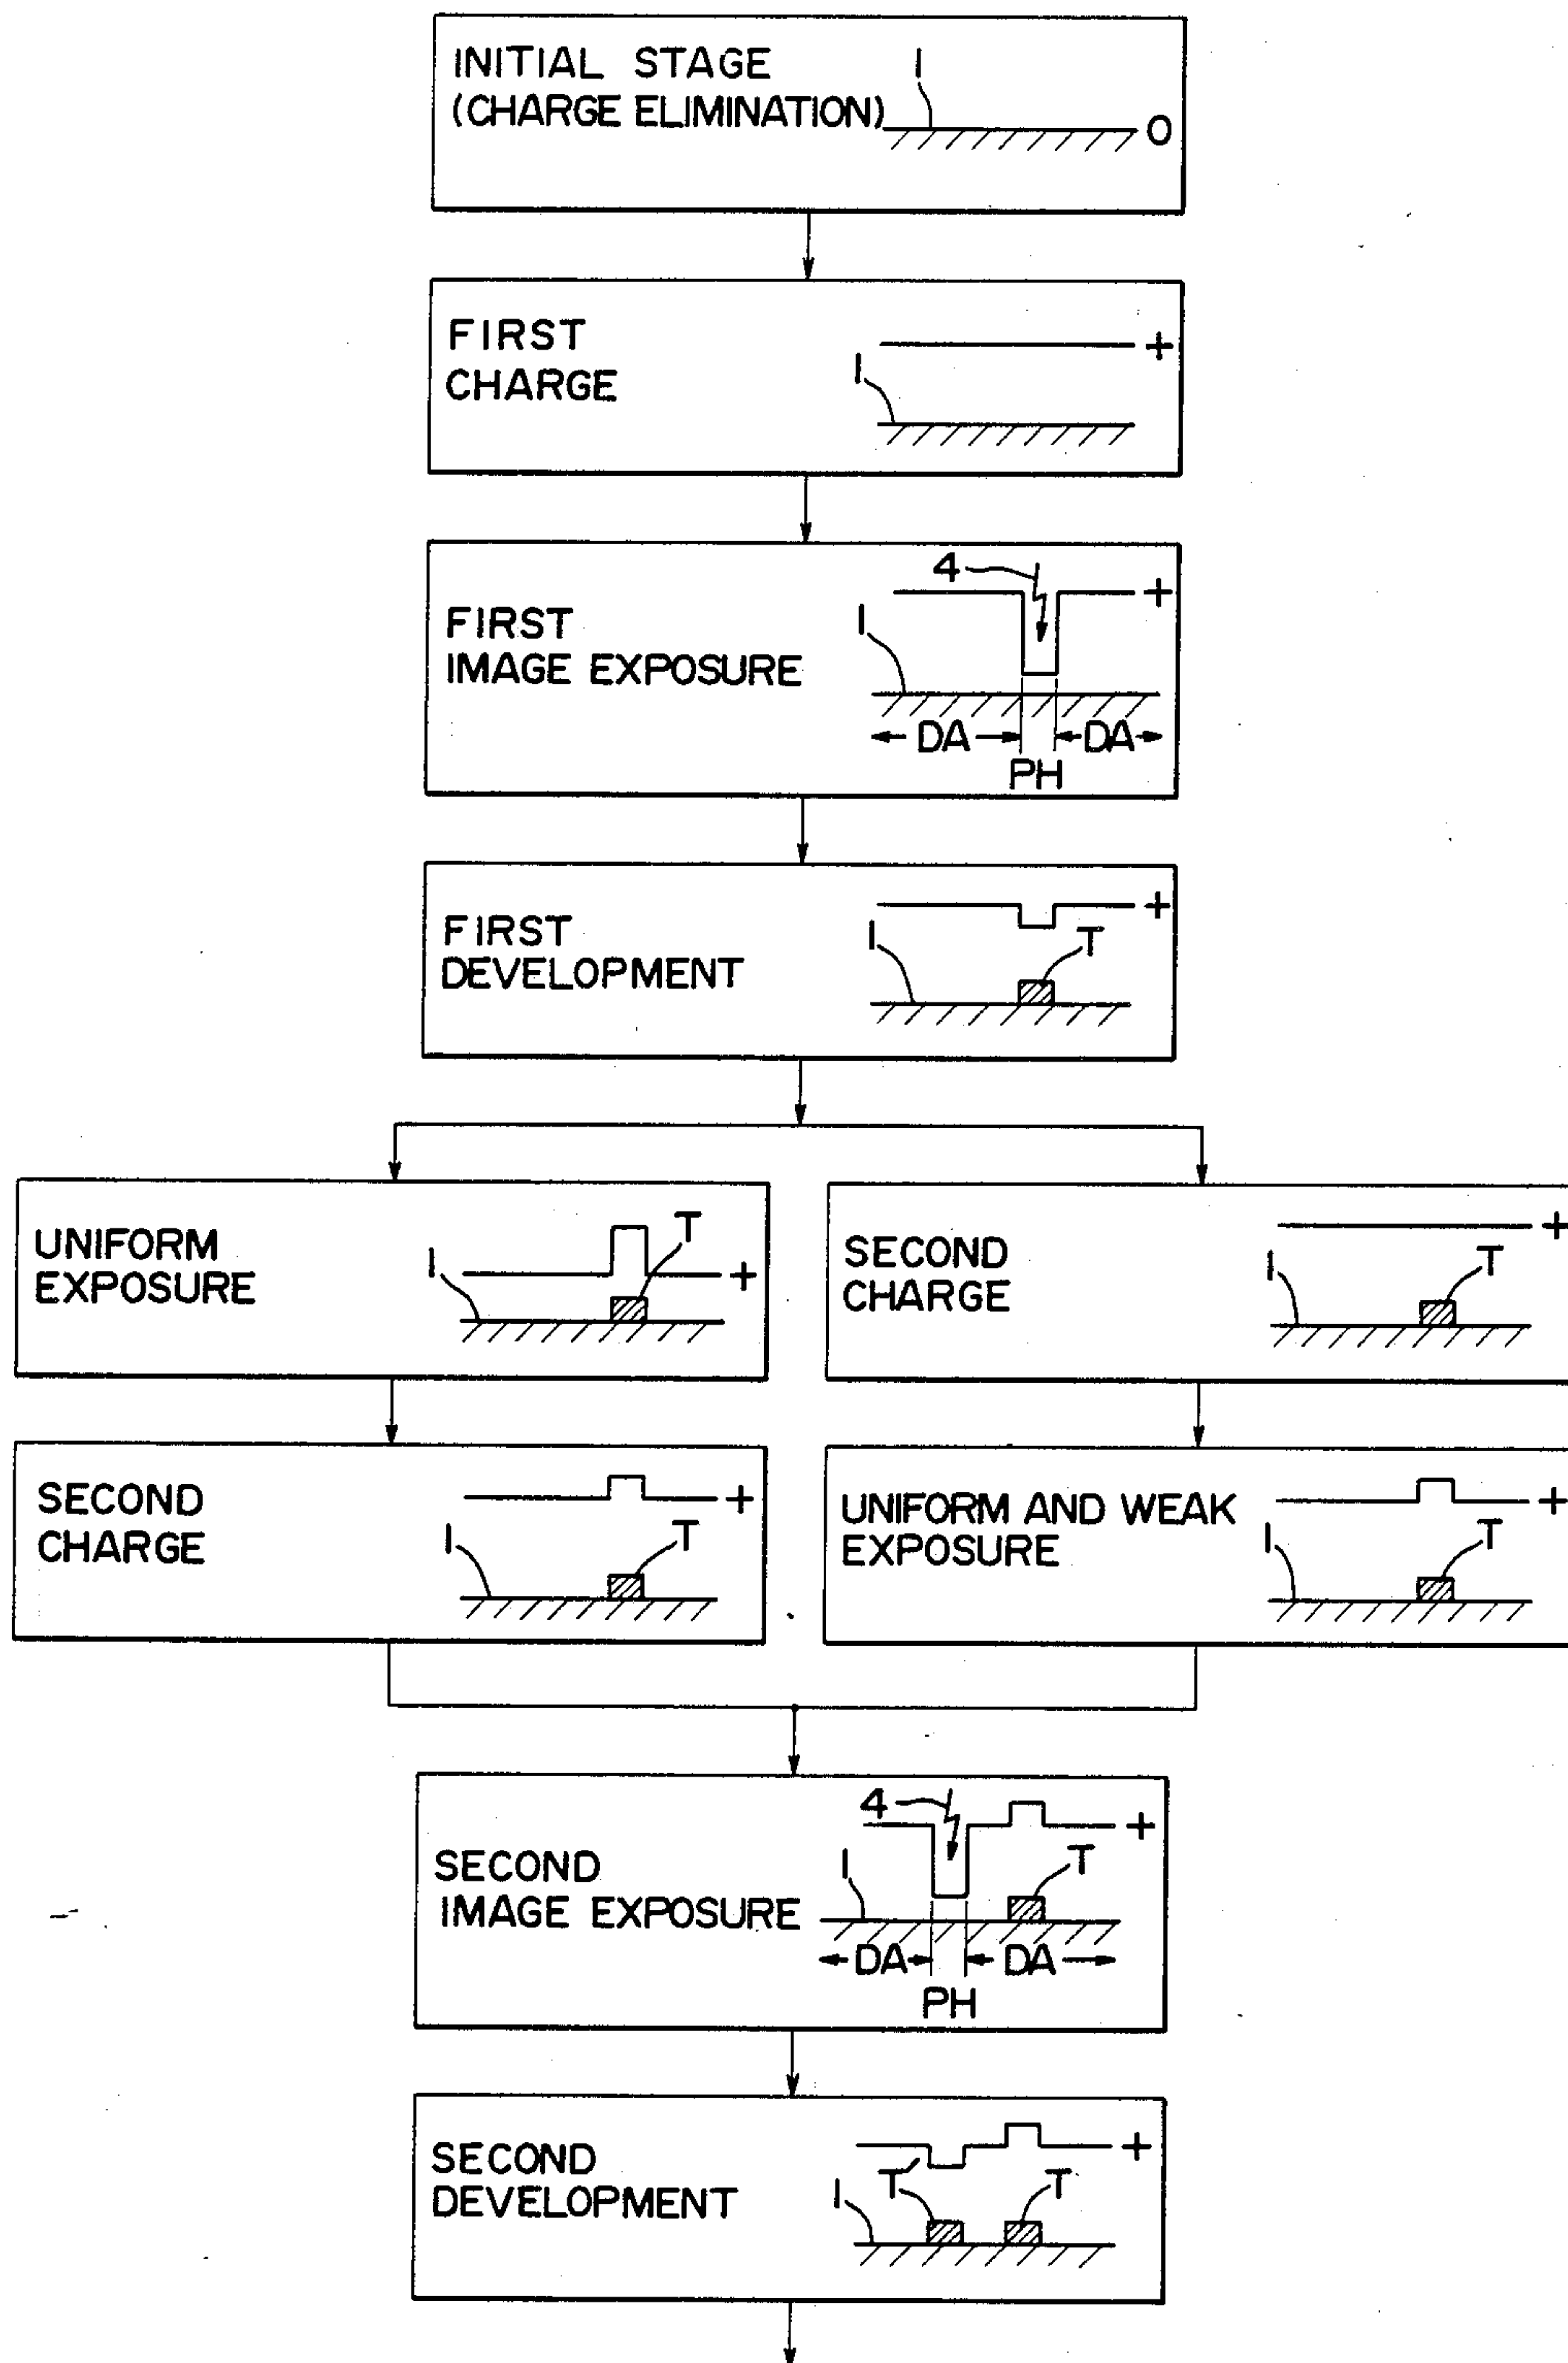 INITIAL STAGE
(CHARGE ELIMINATION)
1
0
FIRST
CHARGE
1
+
FIRST
IMAGE EXPOSURE
4
1
+
DA
DA
PH
FIRST
DEVELOPMENT
1
T
+
UNIFORM
EXPOSURE
1
T
+
SECOND
CHARGE
1
T
+
SECOND
CHARGE
1
T
+
UNIFORM AND WEAK
EXPOSURE
1
T
+
SECOND
IMAGE EXPOSURE
4
1
T
+
DA
DA
PH
SECOND
DEVELOPMENT
1
T
T
+